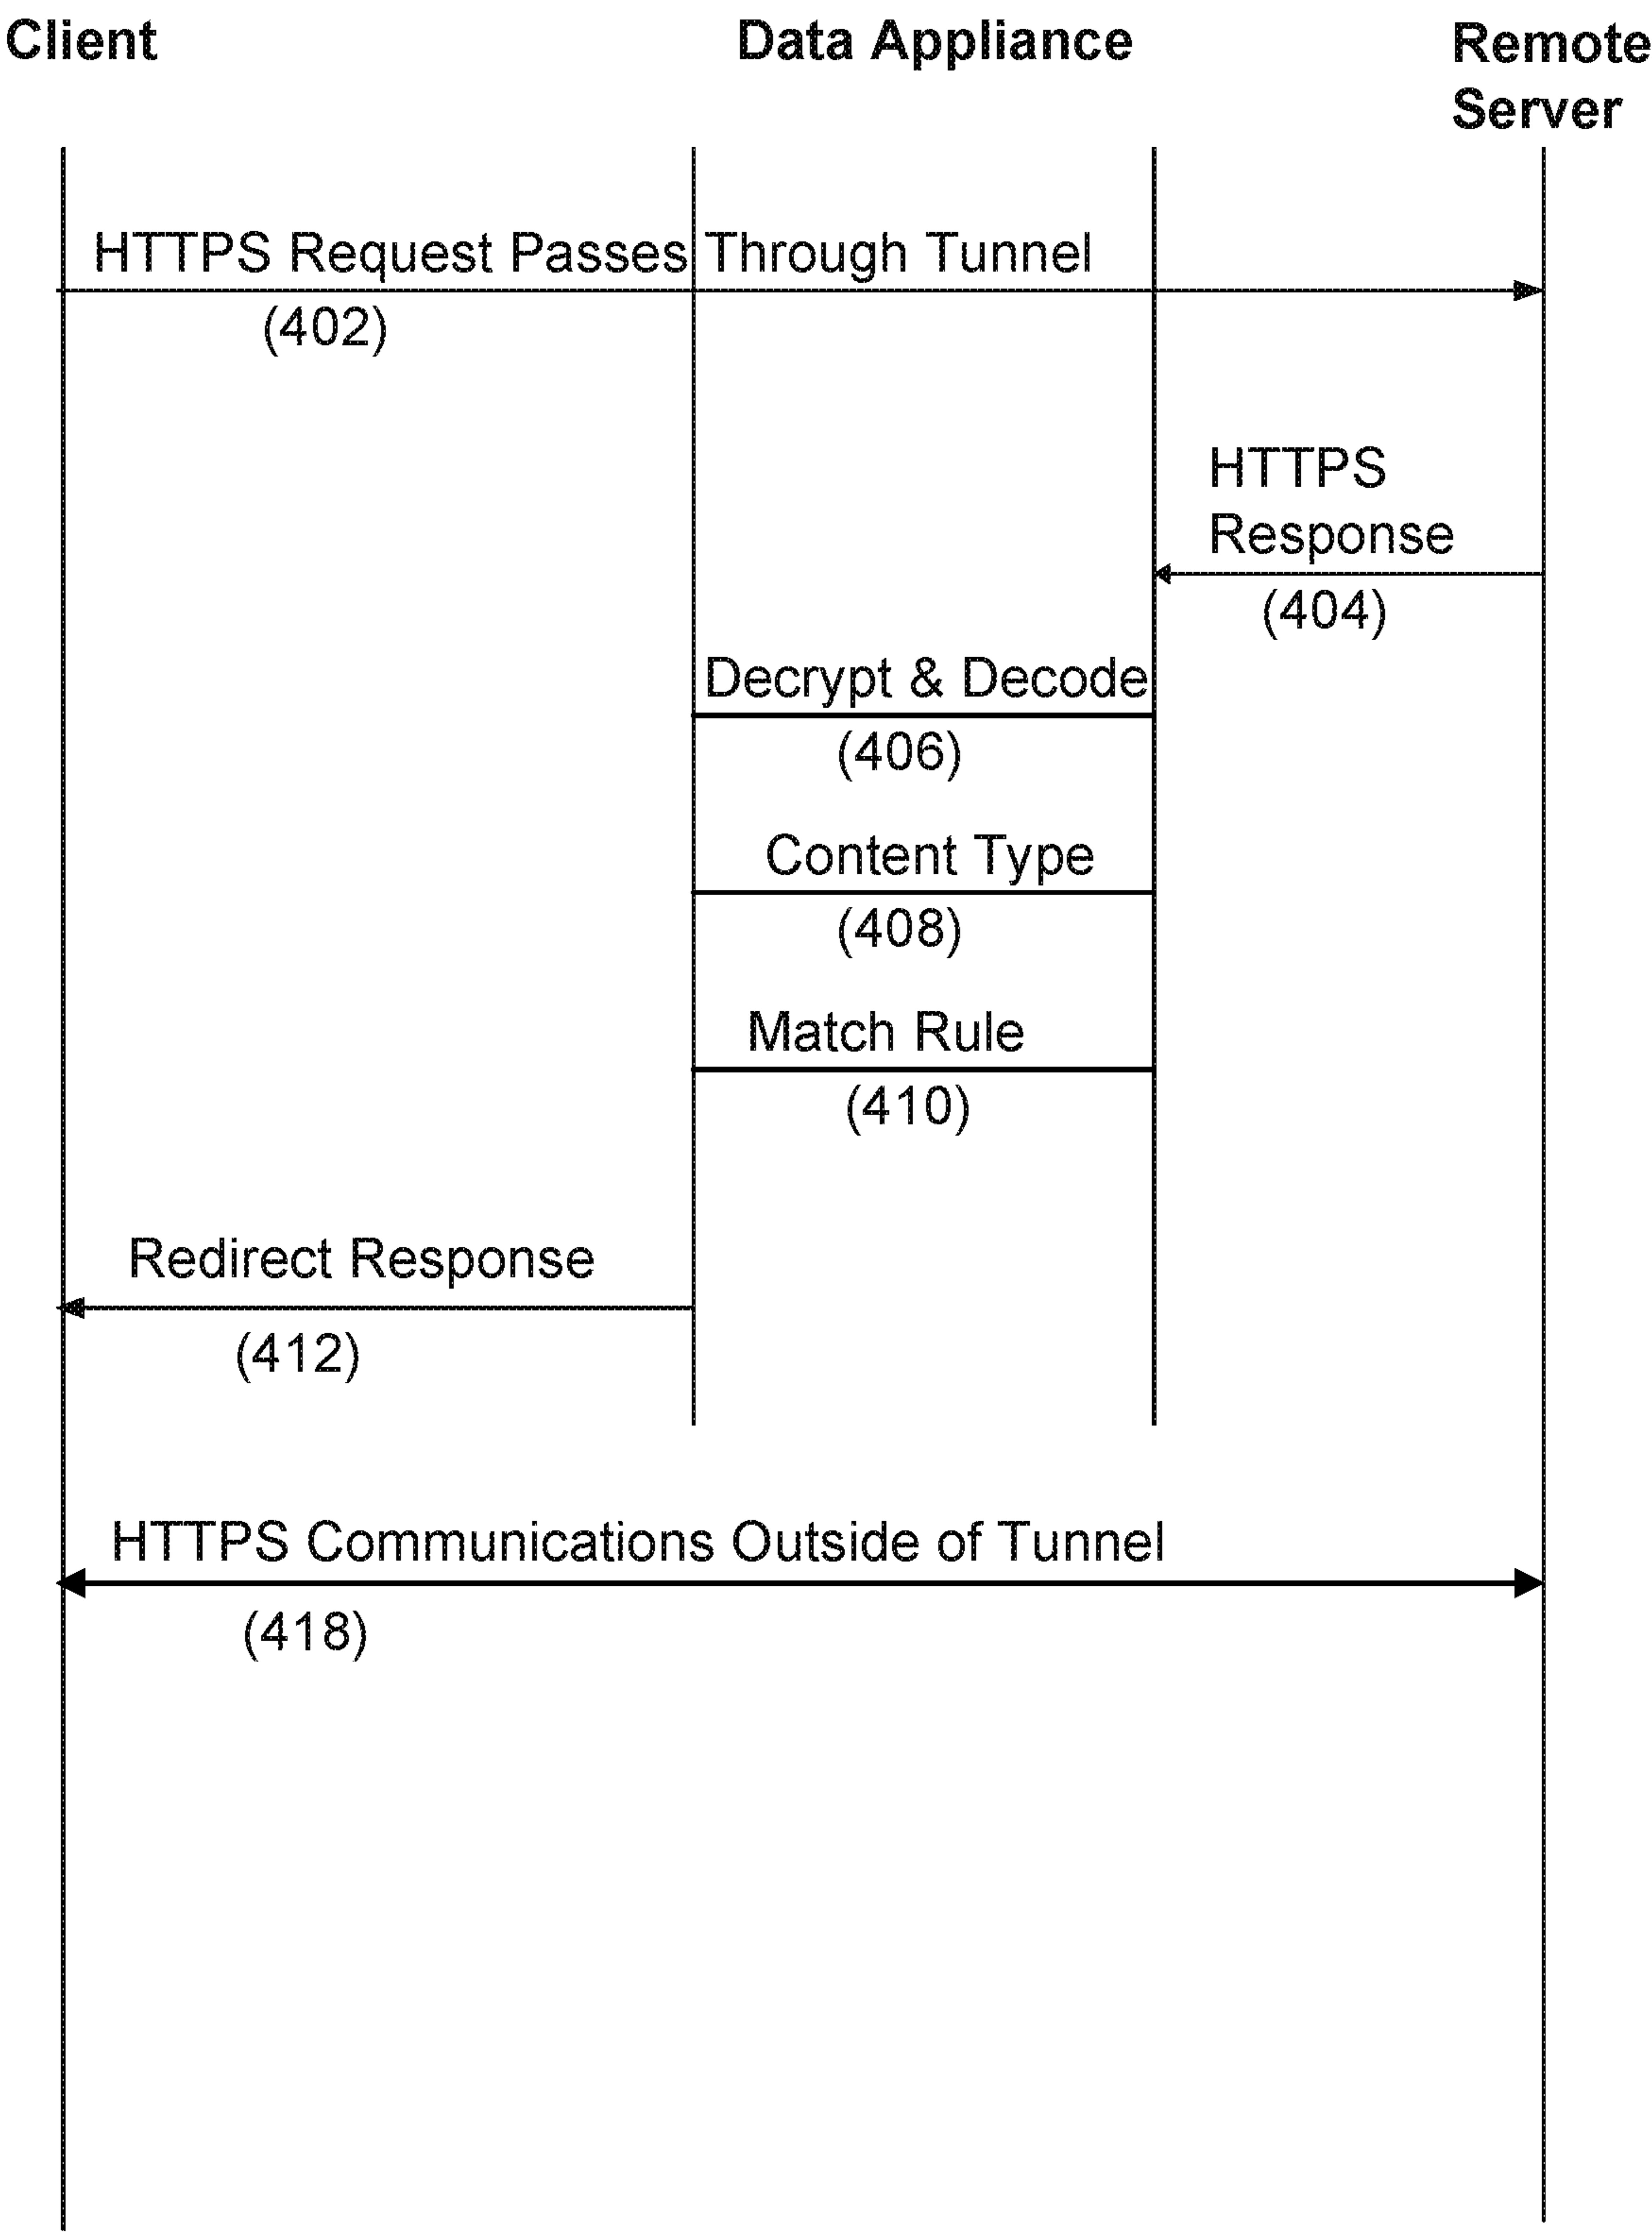 Client
Data Appliance
Remote
Server
HTTPS Request Passes Through Tunnel
(402)
HTTPS
Response
(404)
Decrypt & Decode
(406)
Content Type
(408)
Match Rule
(410)
Redirect Response
(412)
HTTPS Communications Outside of Tunnel
(418)